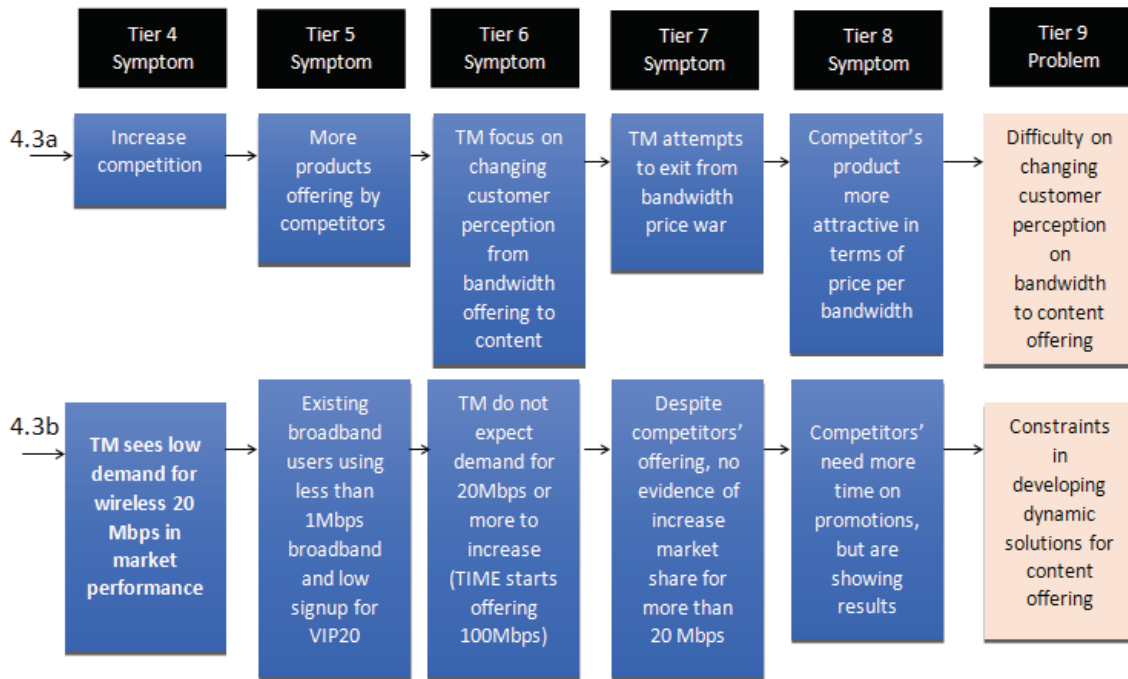 Tier 4
Symptom
Tier 5
Symptom
Tier 6
Symptom
Tier 7
Symptom
Tier 8
Symptom
Tier 9
Problem
4.3a
Increase
competition
More
products
offering by
competitors
TM focus on
changing
customer
perception
from
bandwidth
offering to
content
TM attempts
to exit from
bandwidth
price war
Competitor's
product
more
attractive in
terms of
price per
bandwidth
Difficulty on
changing
customer
perception
on
bandwidth
to content
offering
4.3b
TM sees low
demand for
wireless 20
Mbps in
market
performance
Existing
broadband
users using
less than
1Mbps
broadband
and low
signup for
VIP20
TM do not
expect
demand for
20Mbps or
more to
increase
(TIME starts
offering
100Mbps)
Despite
competitors'
offering, no
evidence of
increase
market
share for
more than
20 Mbps
Competitors'
need more
time on
promotions,
but are
showing
results
Constraints
in
developing
dynamic
solutions for
content
offering